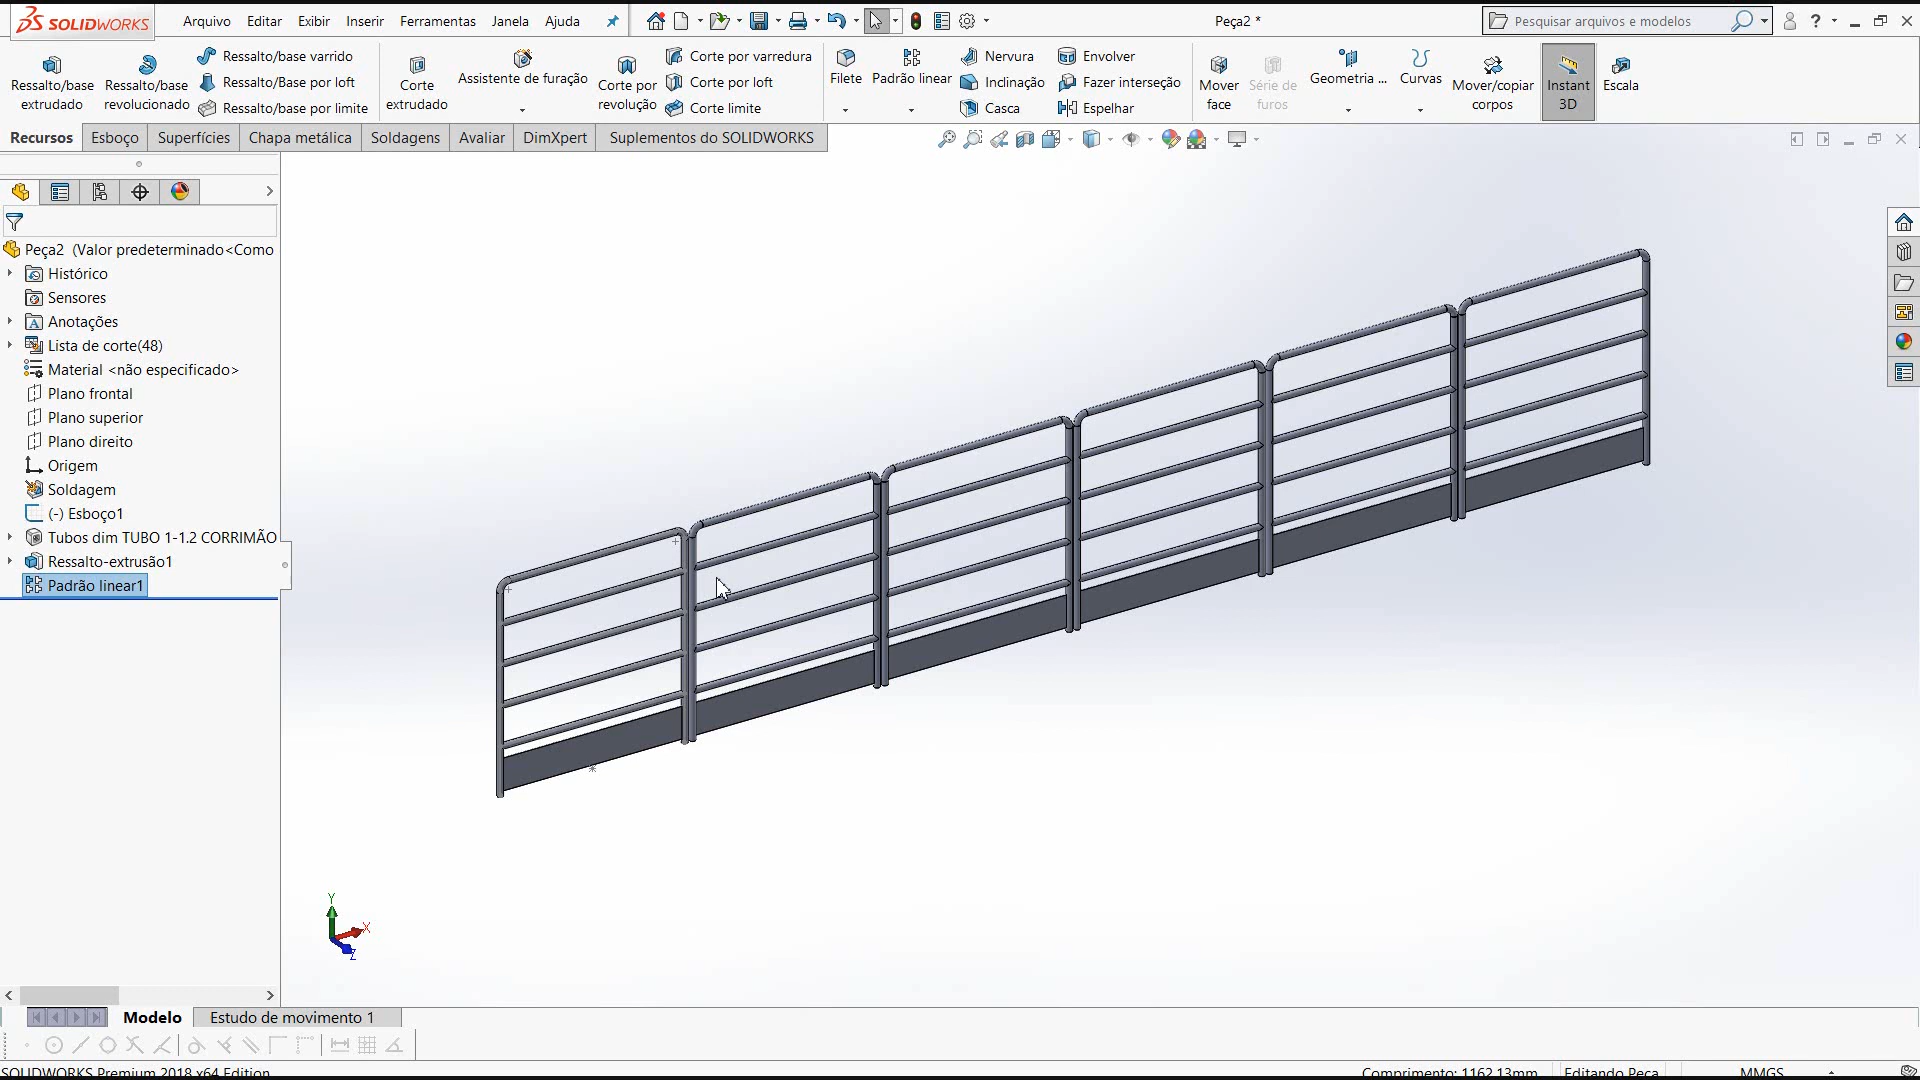 SOLIDWORKS
Arquivo Editar Exibir Inserir Ferramentas Janela Ajuda
Peça2 *
Pesquisar arquivos e modelos
?
Ressalto/base extrudado
Ressalto/base revolucionado
Ressalto/base varrido
Ressalto/Base por loft
Ressalto/base por limite
Corte extrudado
Assistente de furação
Corte por revolução
Corte por varredura
Corte por loft
Corte limite
Filete
Padrão linear
Nervura
Inclinação
Casca
Envolver
Fazer interseção
Espelhar
Mover face
Série de furos
Geometria ...
Curvas
Mover/copiar corpos
Instant 3D
Escala
Recursos Esboço Superfícies Chapa metálica Soldagens Avaliar DimXpert Suplementos do SOLIDWORKS
Peça2 (Valor predeterminado<Como
Histórico
Sensores
Anotações
Lista de corte(48)
Material <não especificado>
Plano frontal
Plano superior
Plano direito
Origem
Soldagem
(-) Esboço1
Tubos dim TUBO 1-1.2 CORRIMÃO
Ressalto-extrusão1
Padrão linear1
Y
X
Z
Modelo Estudo de movimento 1
SOLIDWORKS Premium 2018 x64 Edition
Comprimento: 1162.13mm Editando Peça MMGS